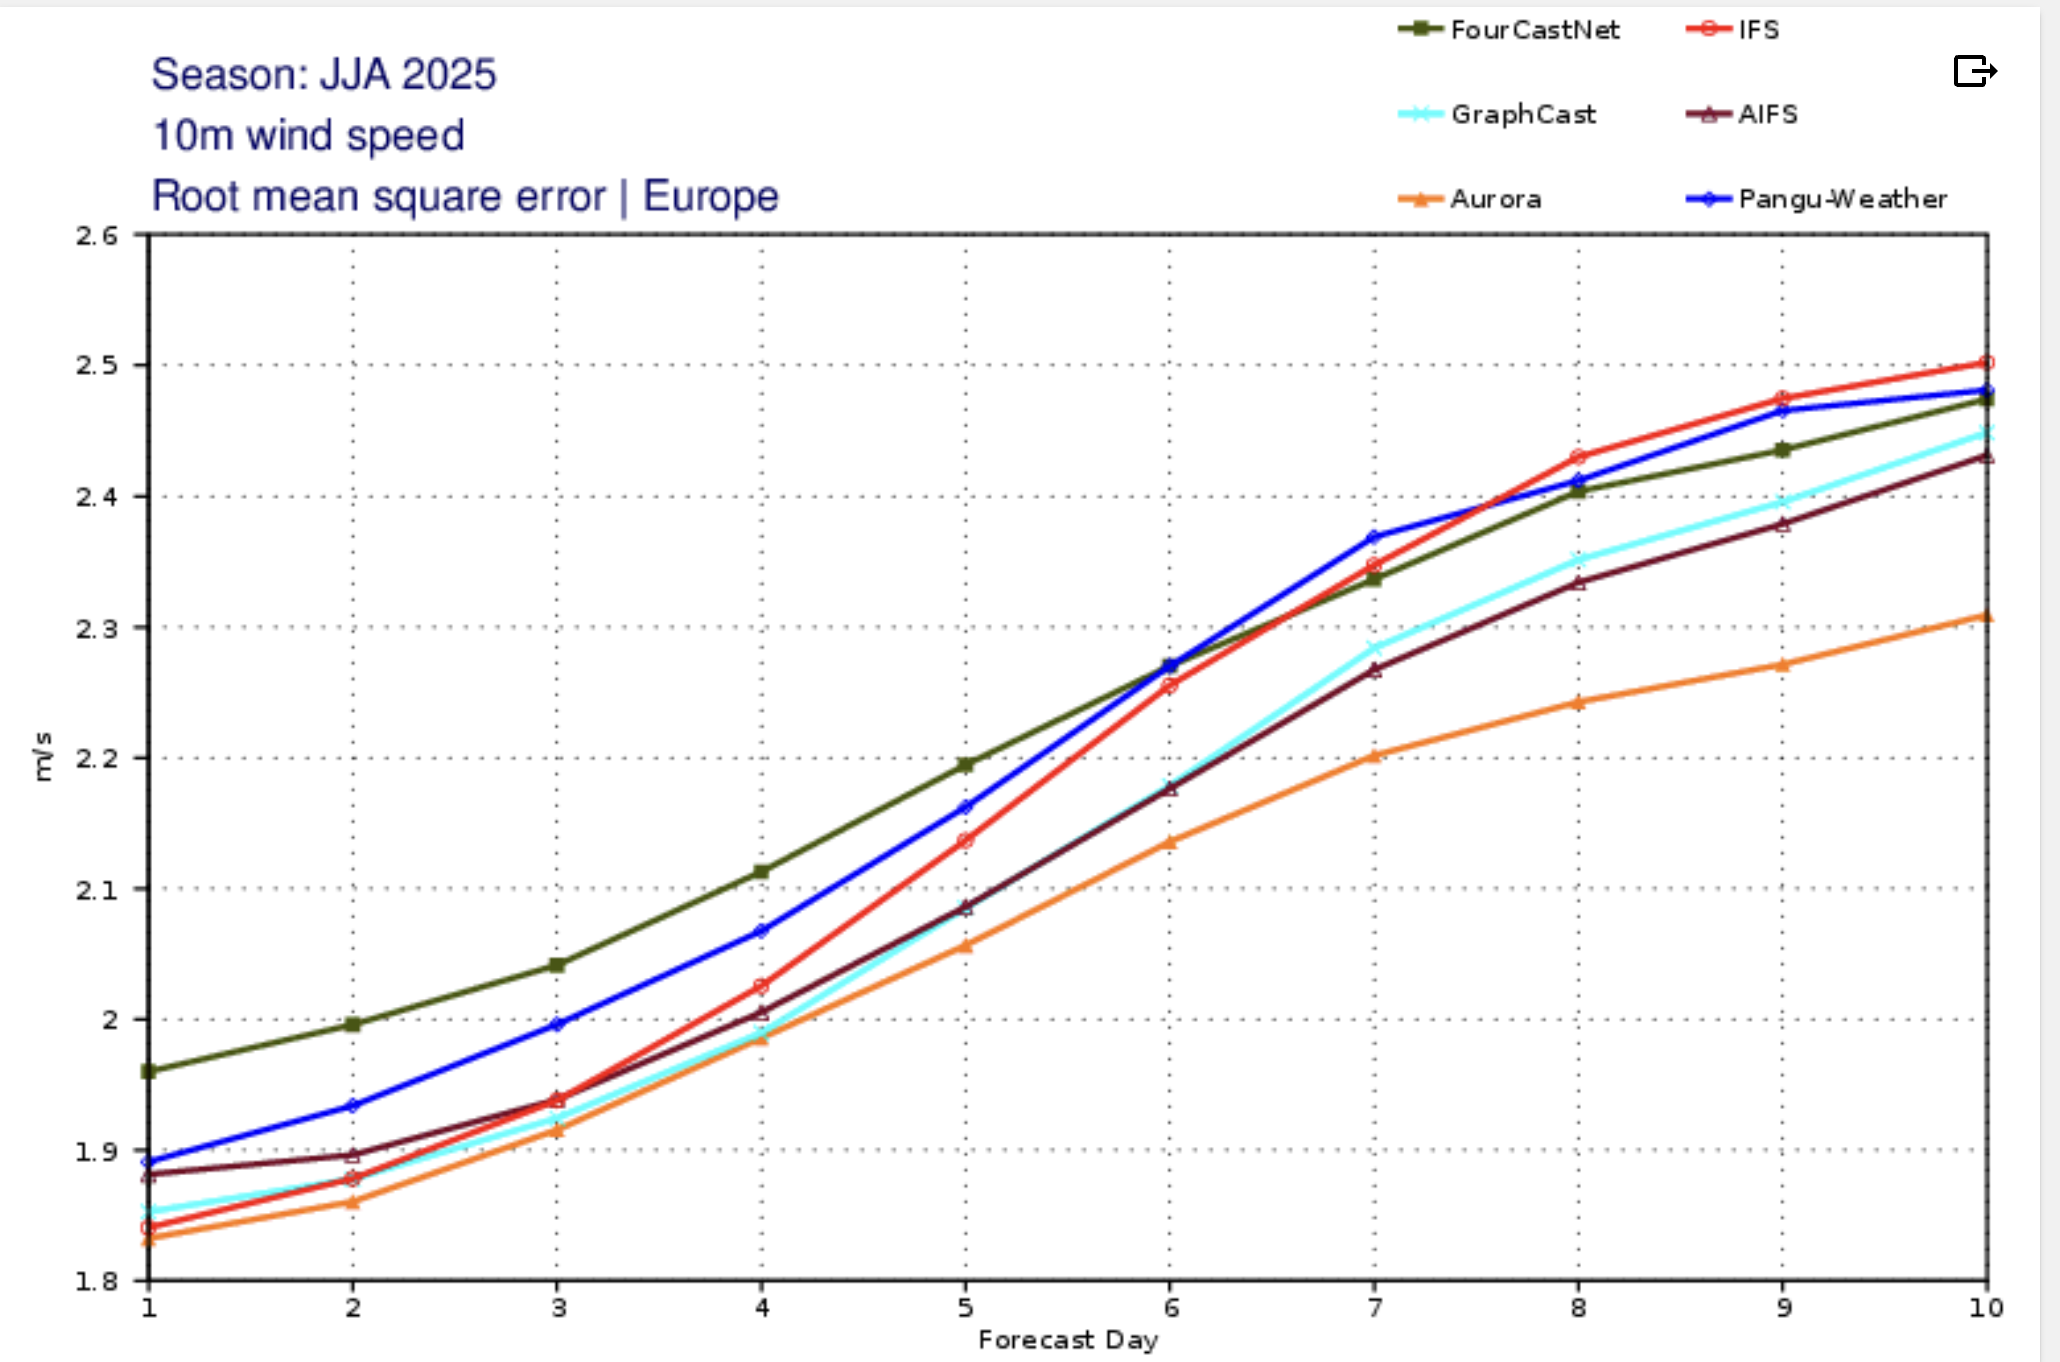 FourCastNet
IFS
Season: JJA 2025
GraphCast
AIFS
10m wind speed
Root mean square error | Europe
Aurora
Pangu-Weather
2.6
2.5
2.4
2.3
2.2
2.1
2
1.9
1.8
m/s
1 2 3 4 5 6 7 8 9 10
Forecast Day